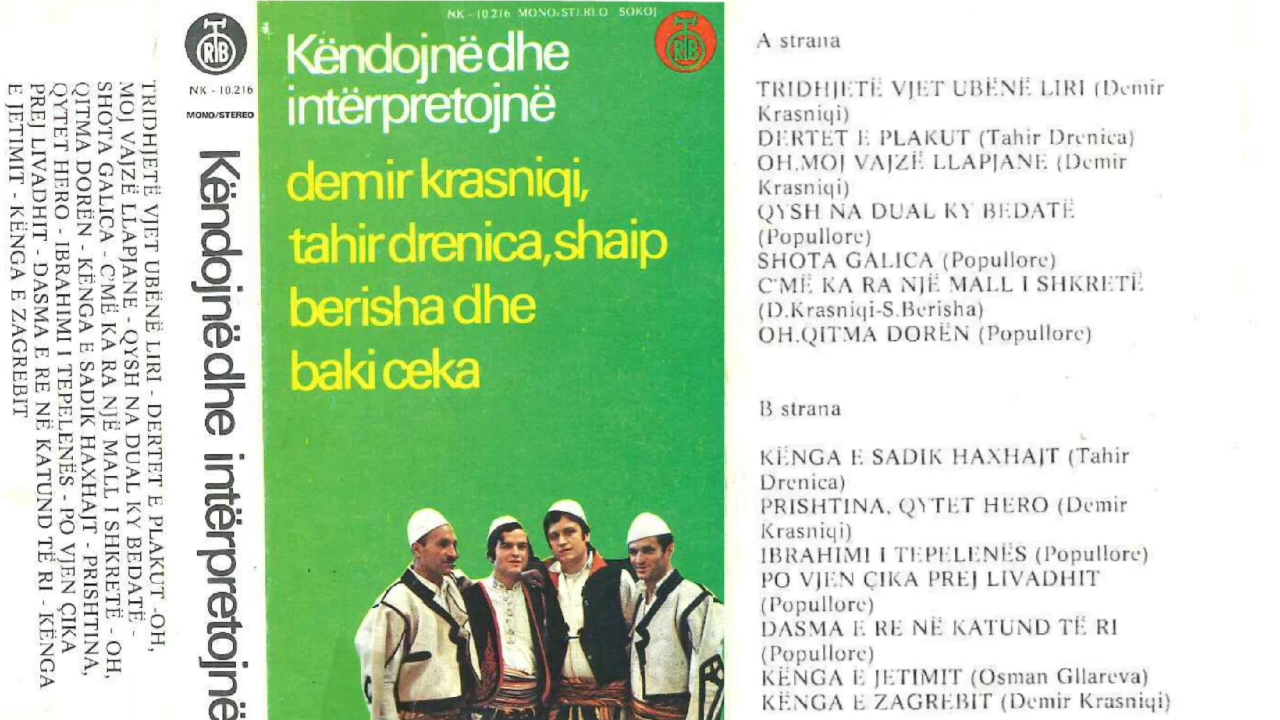 TRIDHJETË VJET UBËNË LIRI - DERTET E PLAKUT -OH,
MOJ VAJZË LLAPJANE - QYSH NA DUAL KY BEDATË -
SHOTA GALICA - C'MË KA RA NJË MALL I SHKRETË - OH,
QITMA DORËN - KËNGA E SADIK HAXHAJT - PRISHTINA,
QYTET HERO - IBRAHIMI I TEPELENËS - PO VJEN ÇIKA
PREJ LIVADHIT - DASMA E RE NË KATUND TË RI - KËNGA
E JETIMIT - KËNGA E ZAGREBIT
RTB
NK - 10.216
MONO/STEREO
Këndojnë dhe intërpretojnë
NK - 10.216 MONO/STEREO SOKOJ
RTB
Këndojnë dhe
intërpretojnë
demir krasniqi,
tahir drenica, shaip
berisha dhe
baki ceka
A strana
TRIDHJETË VJET UBËNË LIRI (Demir
Krasniqi)
DERTET E PLAKUT (Tahir Drenica)
OH.MOJ VAJZË LLAPJANE (Demir
Krasniqi)
QYSH NA DUAL KY BEDATË
(Popullore)
SHOTA GALICA (Popullore)
C'MË KA RA NJË MALL I SHKRETË
(D.Krasniqi-S.Berisha)
OH.QITMA DORËN (Popullore)
B strana
KËNGA E SADIK HAXHAJT (Tahir
Drenica)
PRISHTINA, QYTET HERO (Demir
Krasniqi)
IBRAHIMI I TEPELENËS (Popullore)
PO VJEN ÇIKA PREJ LIVADHIT
(Popullore)
DASMA E RE NË KATUND TË RI
(Popullore)
KËNGA E JETIMIT (Osman Gllareva)
KËNGA E ZAGREBIT (Demir Krasniqi)